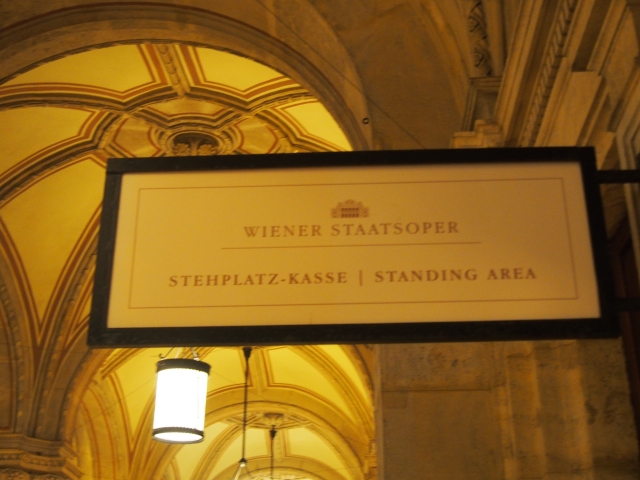 WIENER STAATSOPER
STEHPLATZ-KASSE | STANDING AREA